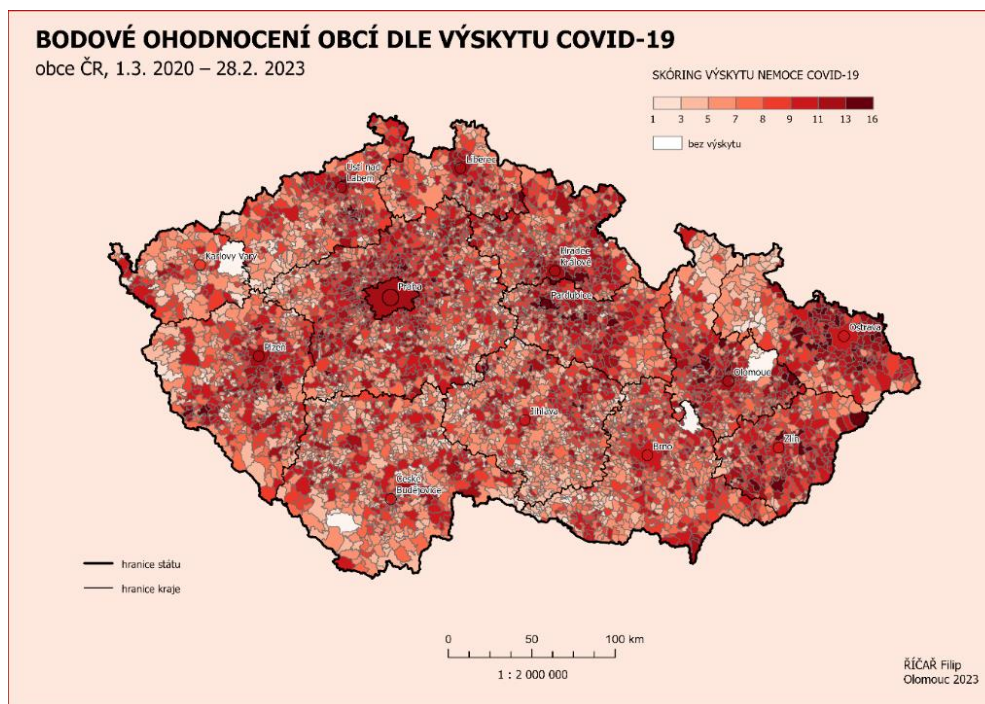 BODOVÉ OHODNOCENÍ OBCÍ DLE VÝSKYTU COVID-19
obce ČR, 1.3. 2020 – 28.2. 2023
SKÓRING VÝSKYTU NEMOCE COVID-19
1 3 5 7 8 9 11 13 16
bez výskytu
Ústí nad
Labem
Liberec
Karlovy Vary
Hradec
Králové
Praha
Pardubice
Plzeň
Ostrava
Olomouc
Jihlava
Zlín
Brno
České
Budějovice
hranice státu
hranice kraje
0 50 100 km
1 : 2 000 000
ŘÍČAŘ Filip
Olomouc 2023